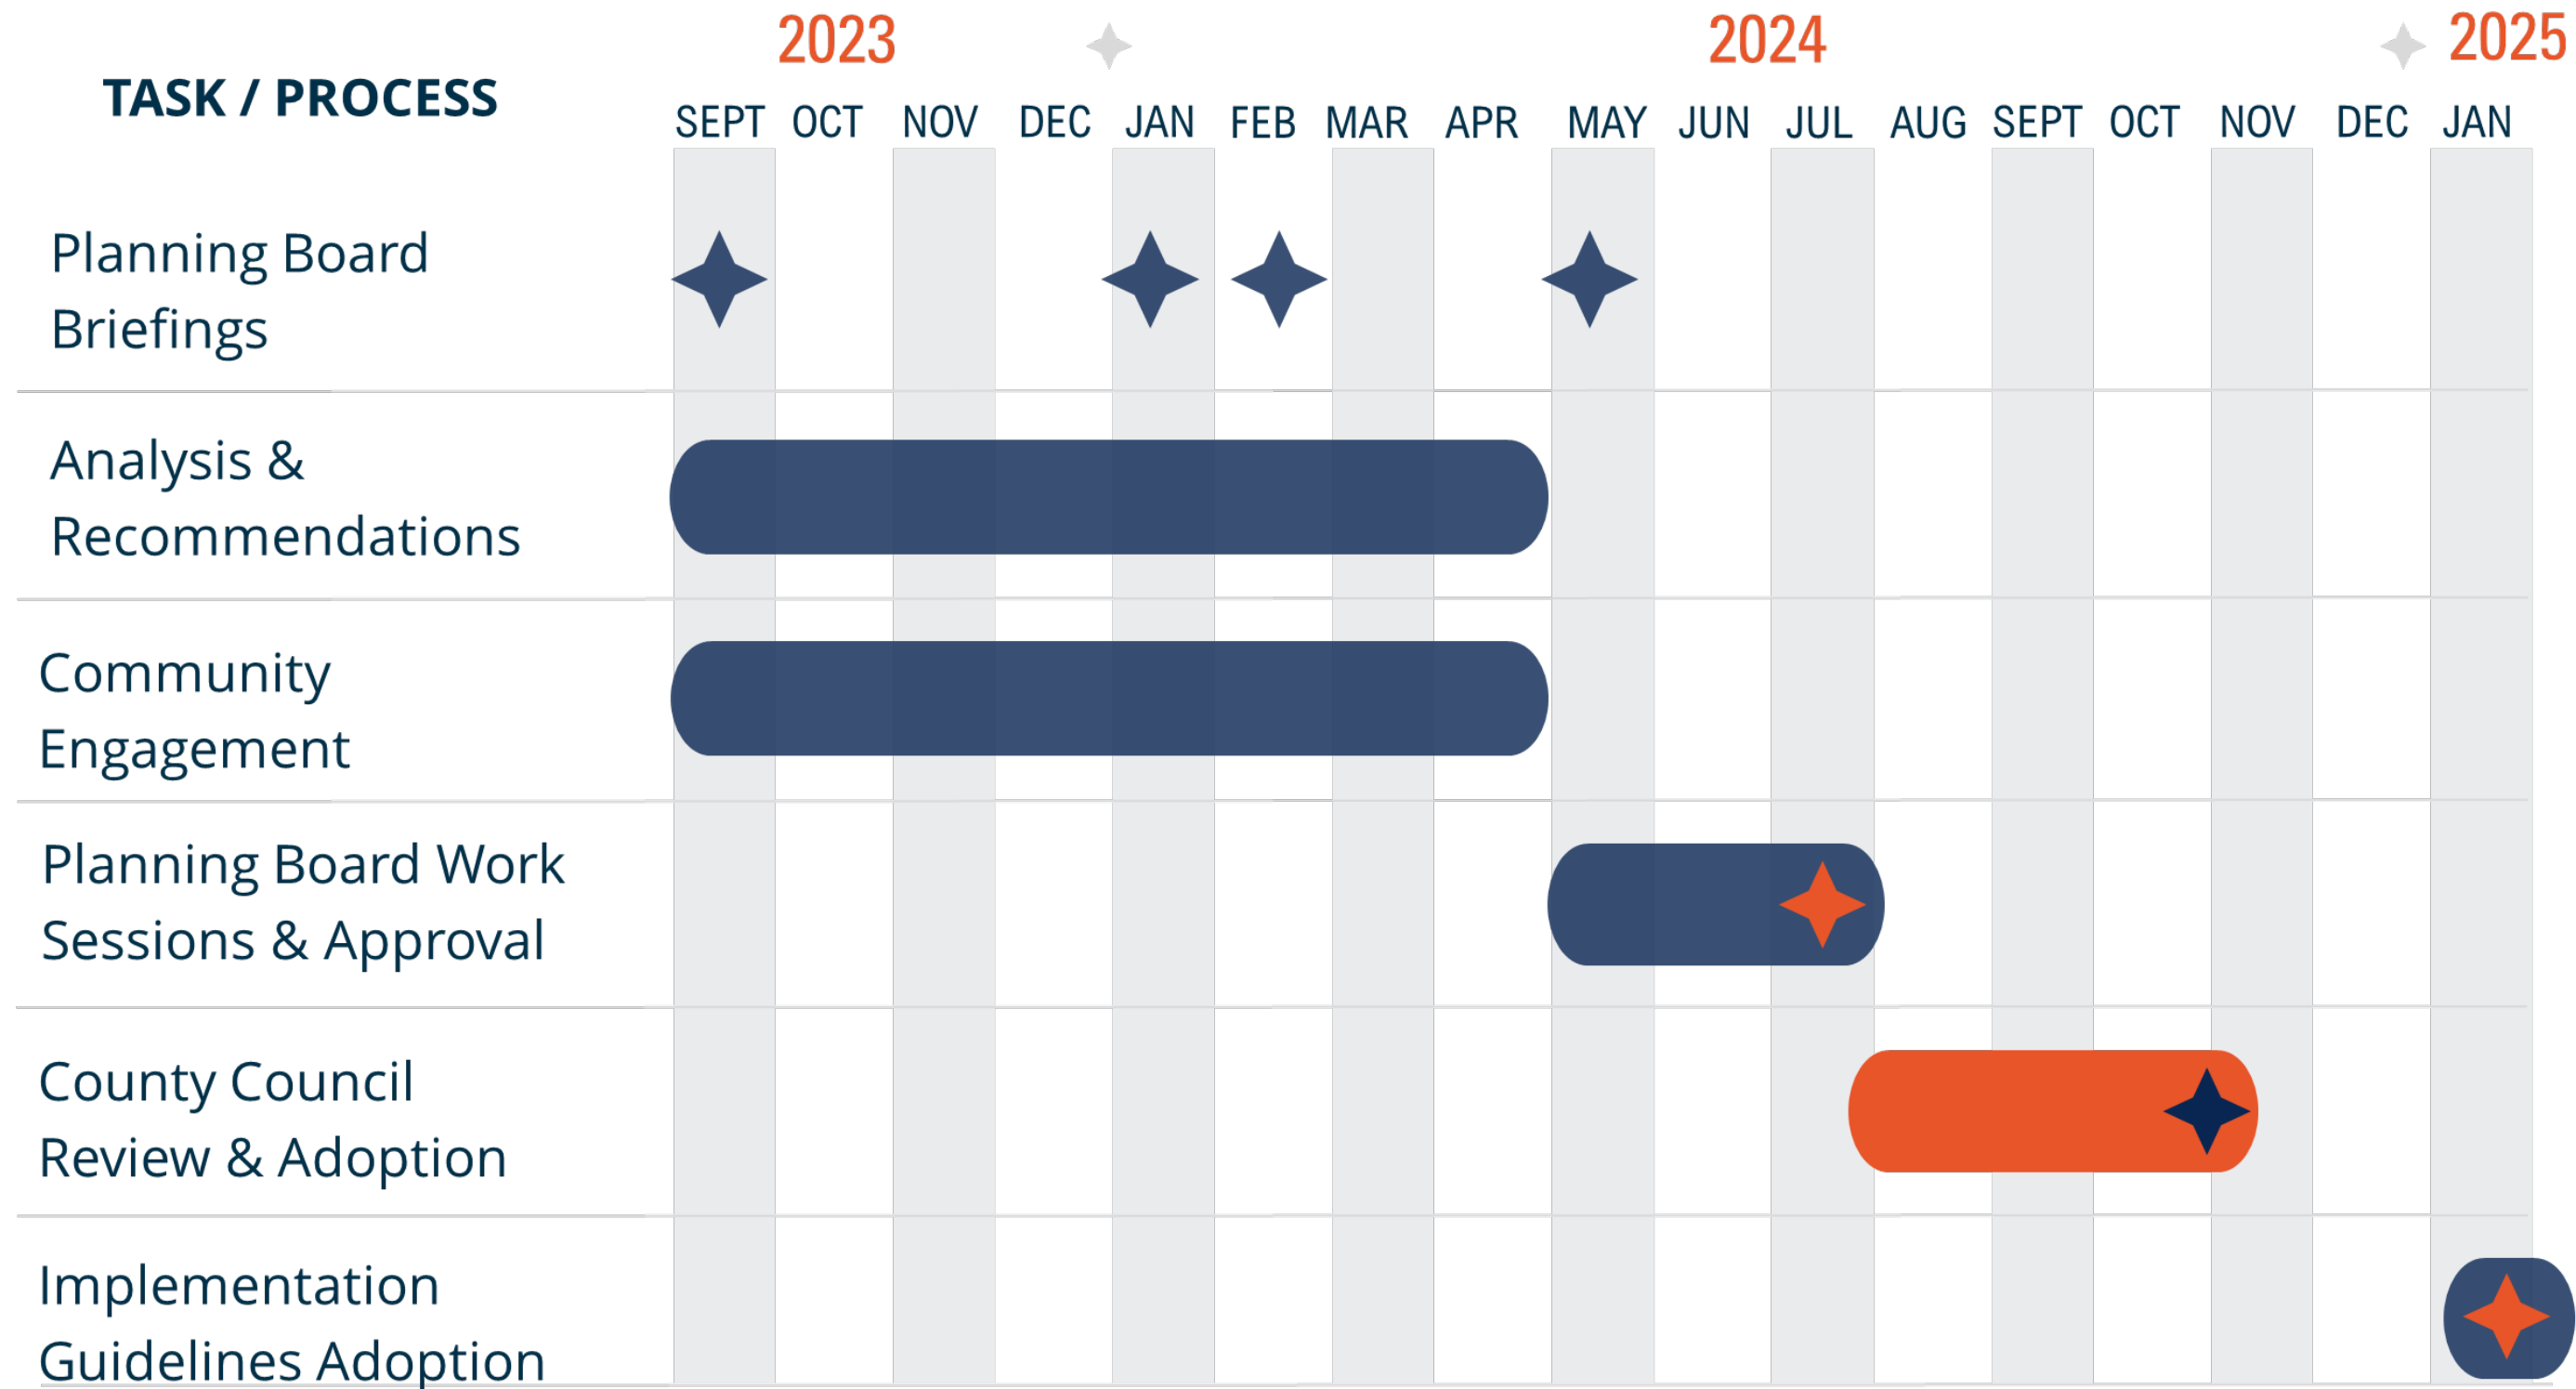 2023 2024 2025
TASK / PROCESS
SEPT OCT NOV DEC JAN FEB MAR APR MAY JUN JUL AUG SEPT OCT NOV DEC JAN
Planning Board
Briefings
Analysis &
Recommendations
Community
Engagement
Planning Board Work
Sessions & Approval
County Council
Review & Adoption
Implementation
Guidelines Adoption